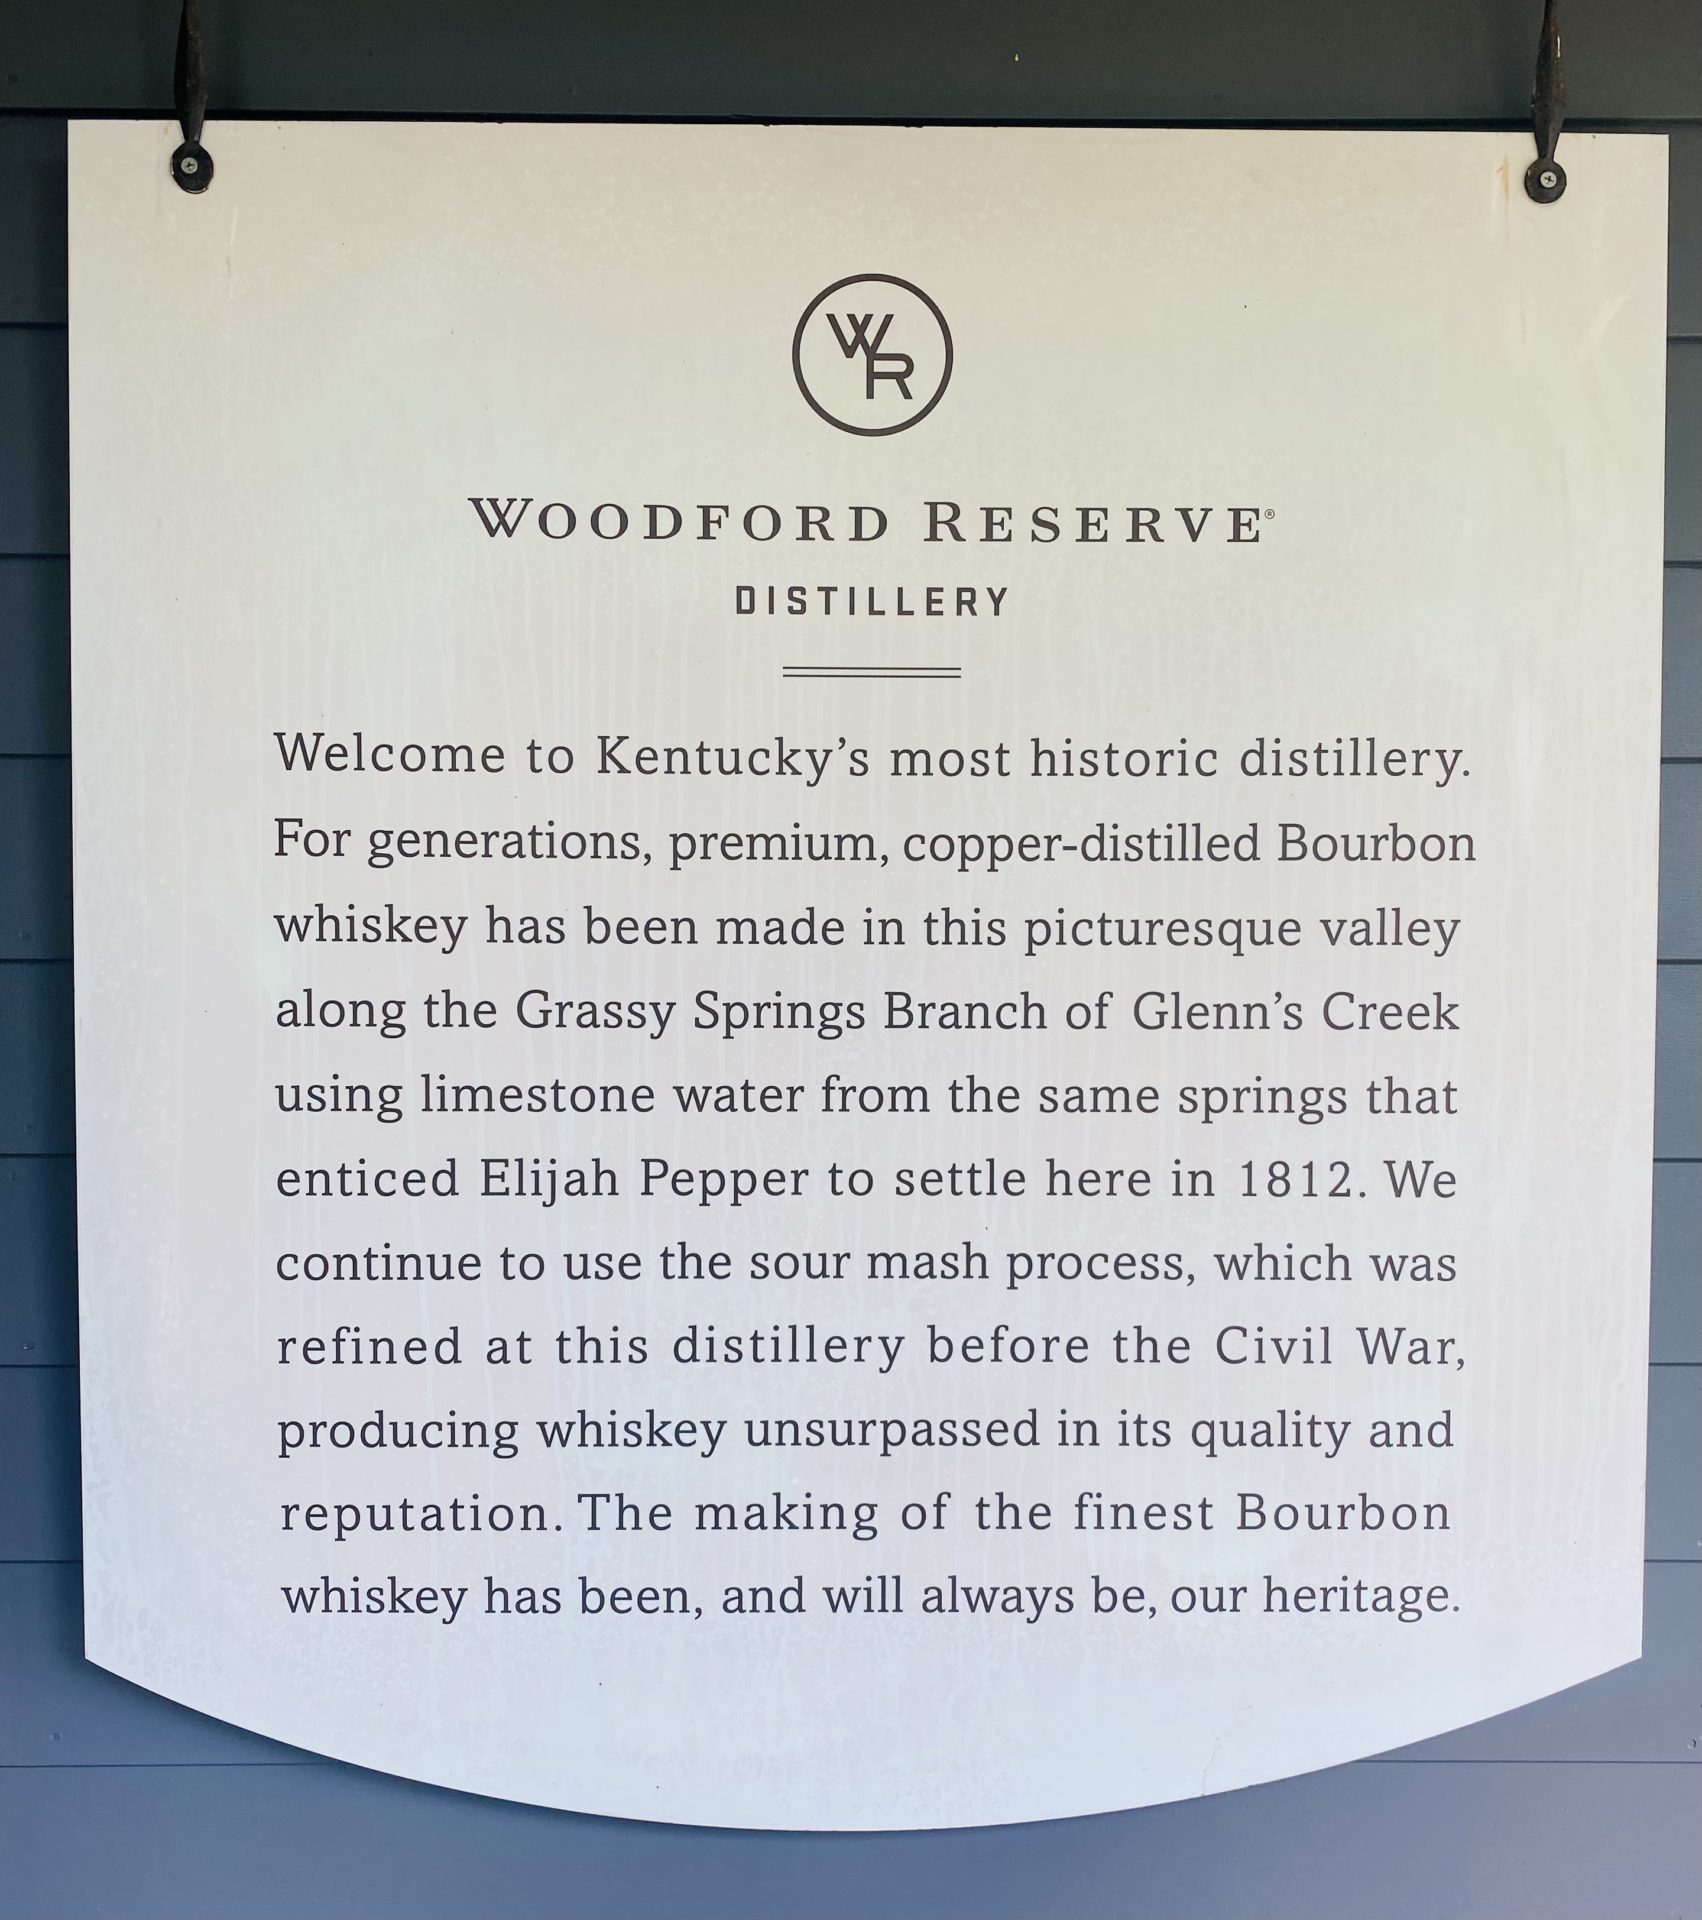 WR
WOODFORD RESERVE®
DISTILLERY
Welcome to Kentucky’s most historic distillery.
For generations, premium, copper-distilled Bourbon
whiskey has been made in this picturesque valley
along the Grassy Springs Branch of Glenn’s Creek
using limestone water from the same springs that
enticed Elijah Pepper to settle here in 1812. We
continue to use the sour mash process, which was
refined at this distillery before the Civil War,
producing whiskey unsurpassed in its quality and
reputation. The making of the finest Bourbon
whiskey has been, and will always be, our heritage.